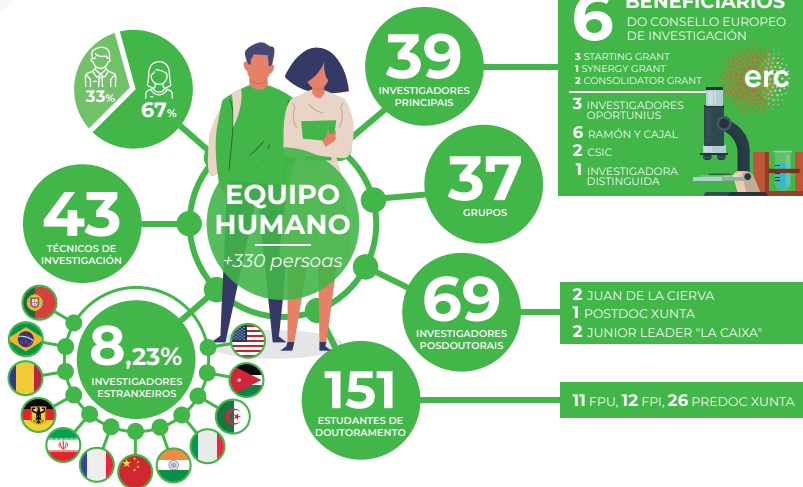 33%
67%
39
INVESTIGADORES
PRINCIPAIS
6 BENEFICIARIOS
DO CONSELLO EUROPEO
DE INVESTIGACIÓN
3 STARTING GRANT
1 SYNERGY GRANT
2 CONSOLIDATOR GRANT
erc
3 INVESTIGADORES
OPORTUNIUS
6 RAMÓN Y CAJAL
2 CSIC
1 INVESTIGADORA
DISTINGUIDA
37
GRUPOS
EQUIPO
HUMANO
+330 persoas
43
TÉCNICOS DE
INVESTIGACIÓN
69
INVESTIGADORES
POSDOUTORAIS
2 JUAN DE LA CIERVA
1 POSTDOC XUNTA
2 JUNIOR LEADER "LA CAIXA"
8,23%
INVESTIGADORES
ESTRANXEIROS
151
ESTUDANTES DE
DOUTORAMENTO
11 FPU, 12 FPI, 26 PREDOC XUNTA